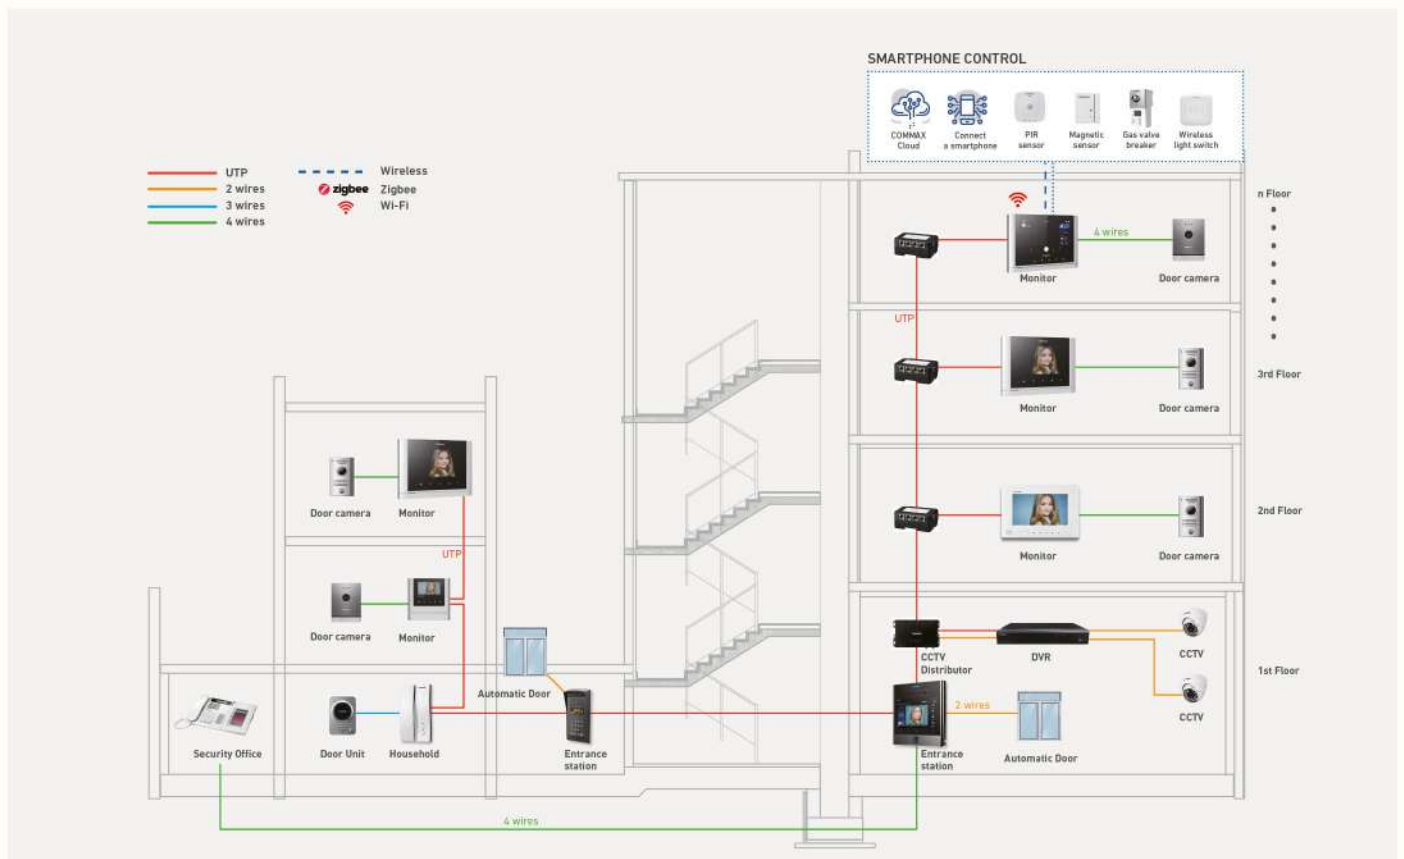 SMARTPHONE CONTROL
COMMAX
Cloud
Connect
a smartphone
PIR
sensor
Magnetic
sensor
Gas valve
breaker
Wireless
light switch
UTP
2 wires
3 wires
4 wires
Wireless
zigbee Zigbee
Wi-Fi
n Floor
4 wires
Monitor
Door camera
UTP
3rd Floor
Monitor
Door camera
2nd Floor
Monitor
Door camera
Door camera
Monitor
UTP
Door camera
Monitor
CCTV
Distributor
DVR
CCTV
CCTV
1st Floor
Automatic Door
2 wires
Security Office
Door Unit
Household
Entrance
station
Entrance
station
Automatic Door
4 wires